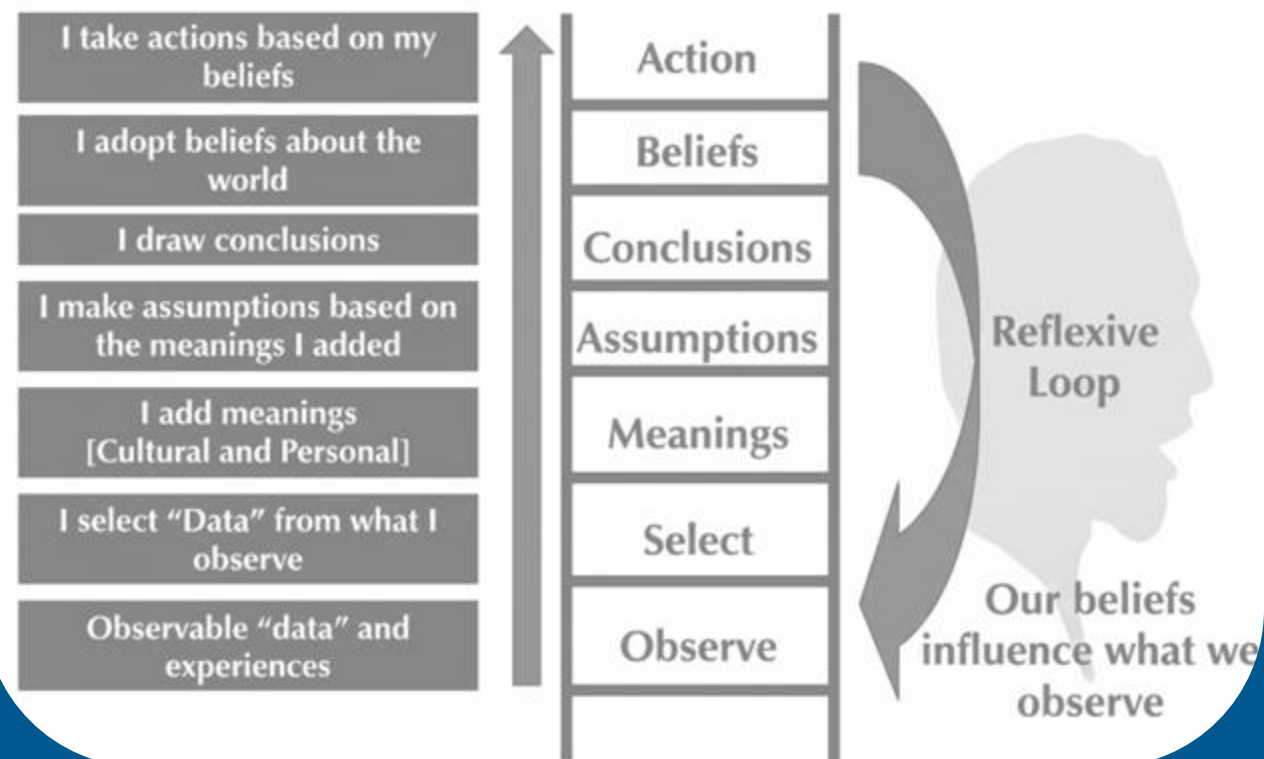 I take actions based on my
beliefs
I adopt beliefs about the
world
I draw conclusions
I make assumptions based on
the meanings I added
I add meanings
[Cultural and Personal]
I select “Data” from what I
observe
Observable “data” and
experiences
Action
Beliefs
Conclusions
Assumptions
Meanings
Select
Observe
Reflexive
Loop
Our beliefs
influence what we
observe